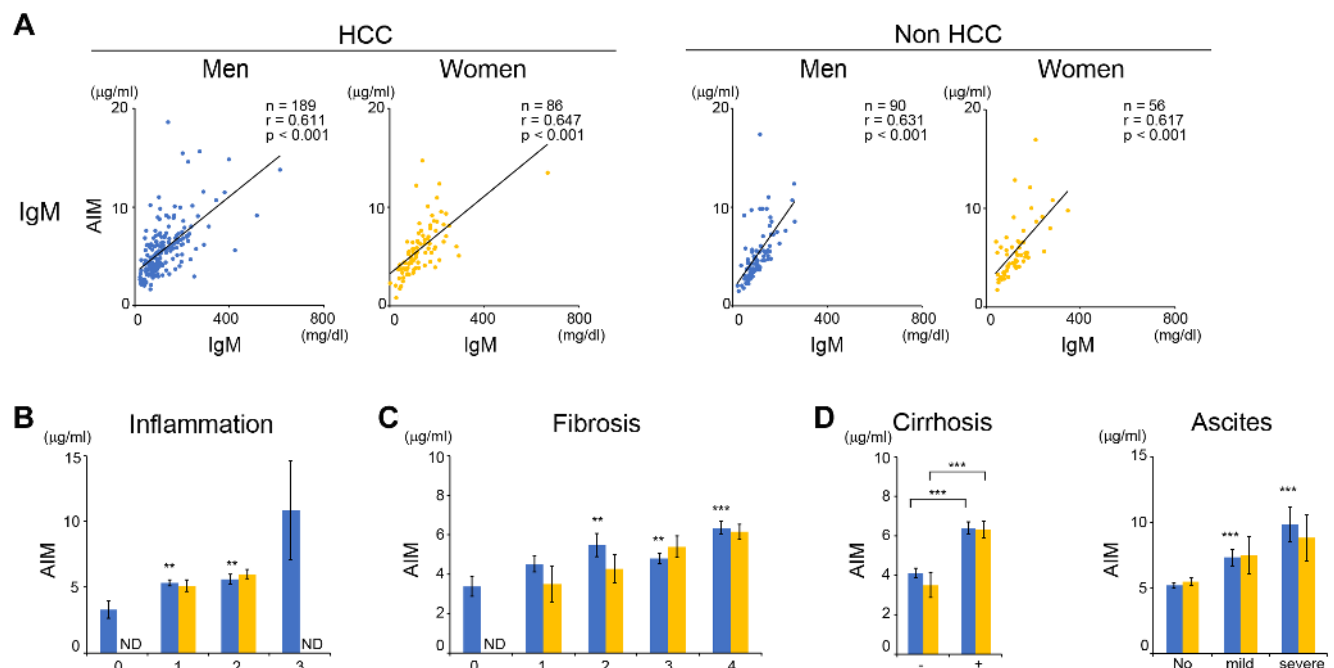 A
HCC
Non HCC
Men
Women
Men
Women
(μg/ml)
(μg/ml)
(μg/ml)
(μg/ml)
20
10
0
n = 189
r = 0.611
p < 0.001
20
10
0
n = 86
r = 0.647
p < 0.001
20
10
0
n = 90
r = 0.631
p < 0.001
20
10
0
n = 56
r = 0.617
p < 0.001
IgM
AIM
0 400 800
(mg/dl)
IgM
0 400 800
(mg/dl)
IgM
0 400 800
(mg/dl)
IgM
0 400 800
(mg/dl)
IgM
B
Inflammation
(μg/ml)
15
10
5
0
AIM
ND
**
**
ND
0 1 2 3
C
Fibrosis
(μg/ml)
10
8
6
4
2
0
AIM
ND
**
**
***
0 1 2 3 4
D
Cirrhosis
(μg/ml)
10
8
6
4
2
0
AIM
***
***
- +
Ascites
(μg/ml)
15
10
5
0
AIM
***
***
No mild severe